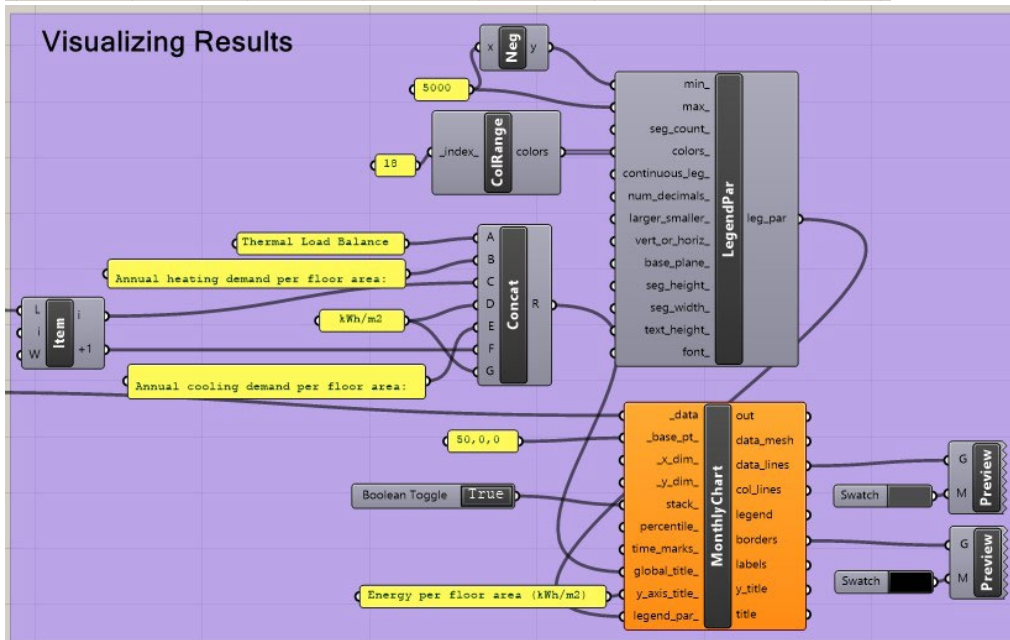 Visualizing Results
x Neg y
5000
18
_index_ ColRange colors
min_
max_
seg_count_
colors_
continuous_leg_
num_decimals_
larger_smaller_
vert_or_horiz_
base_plane_
seg_height_
seg_width_
text_height_
font_
LegendPar
leg_par
Thermal Load Balance
Annual heating demand per floor area:
kWh/m2
Annual cooling demand per floor area:
L
i
W
Item
i
+1
A
B
C
D
E
F
G
Concat
R
50,0,0
Boolean Toggle True
Energy per floor area (kWh/m2)
_data
_base_pt_
_x_dim_
_y_dim_
stack_
percentile_
time_marks_
global_title_
y_axis_title_
legend_par_
MonthlyChart
out
data_mesh
data_lines
col_lines
legend
borders
labels
y_title
title
Swatch
G
M
Preview
Swatch
G
M
Preview